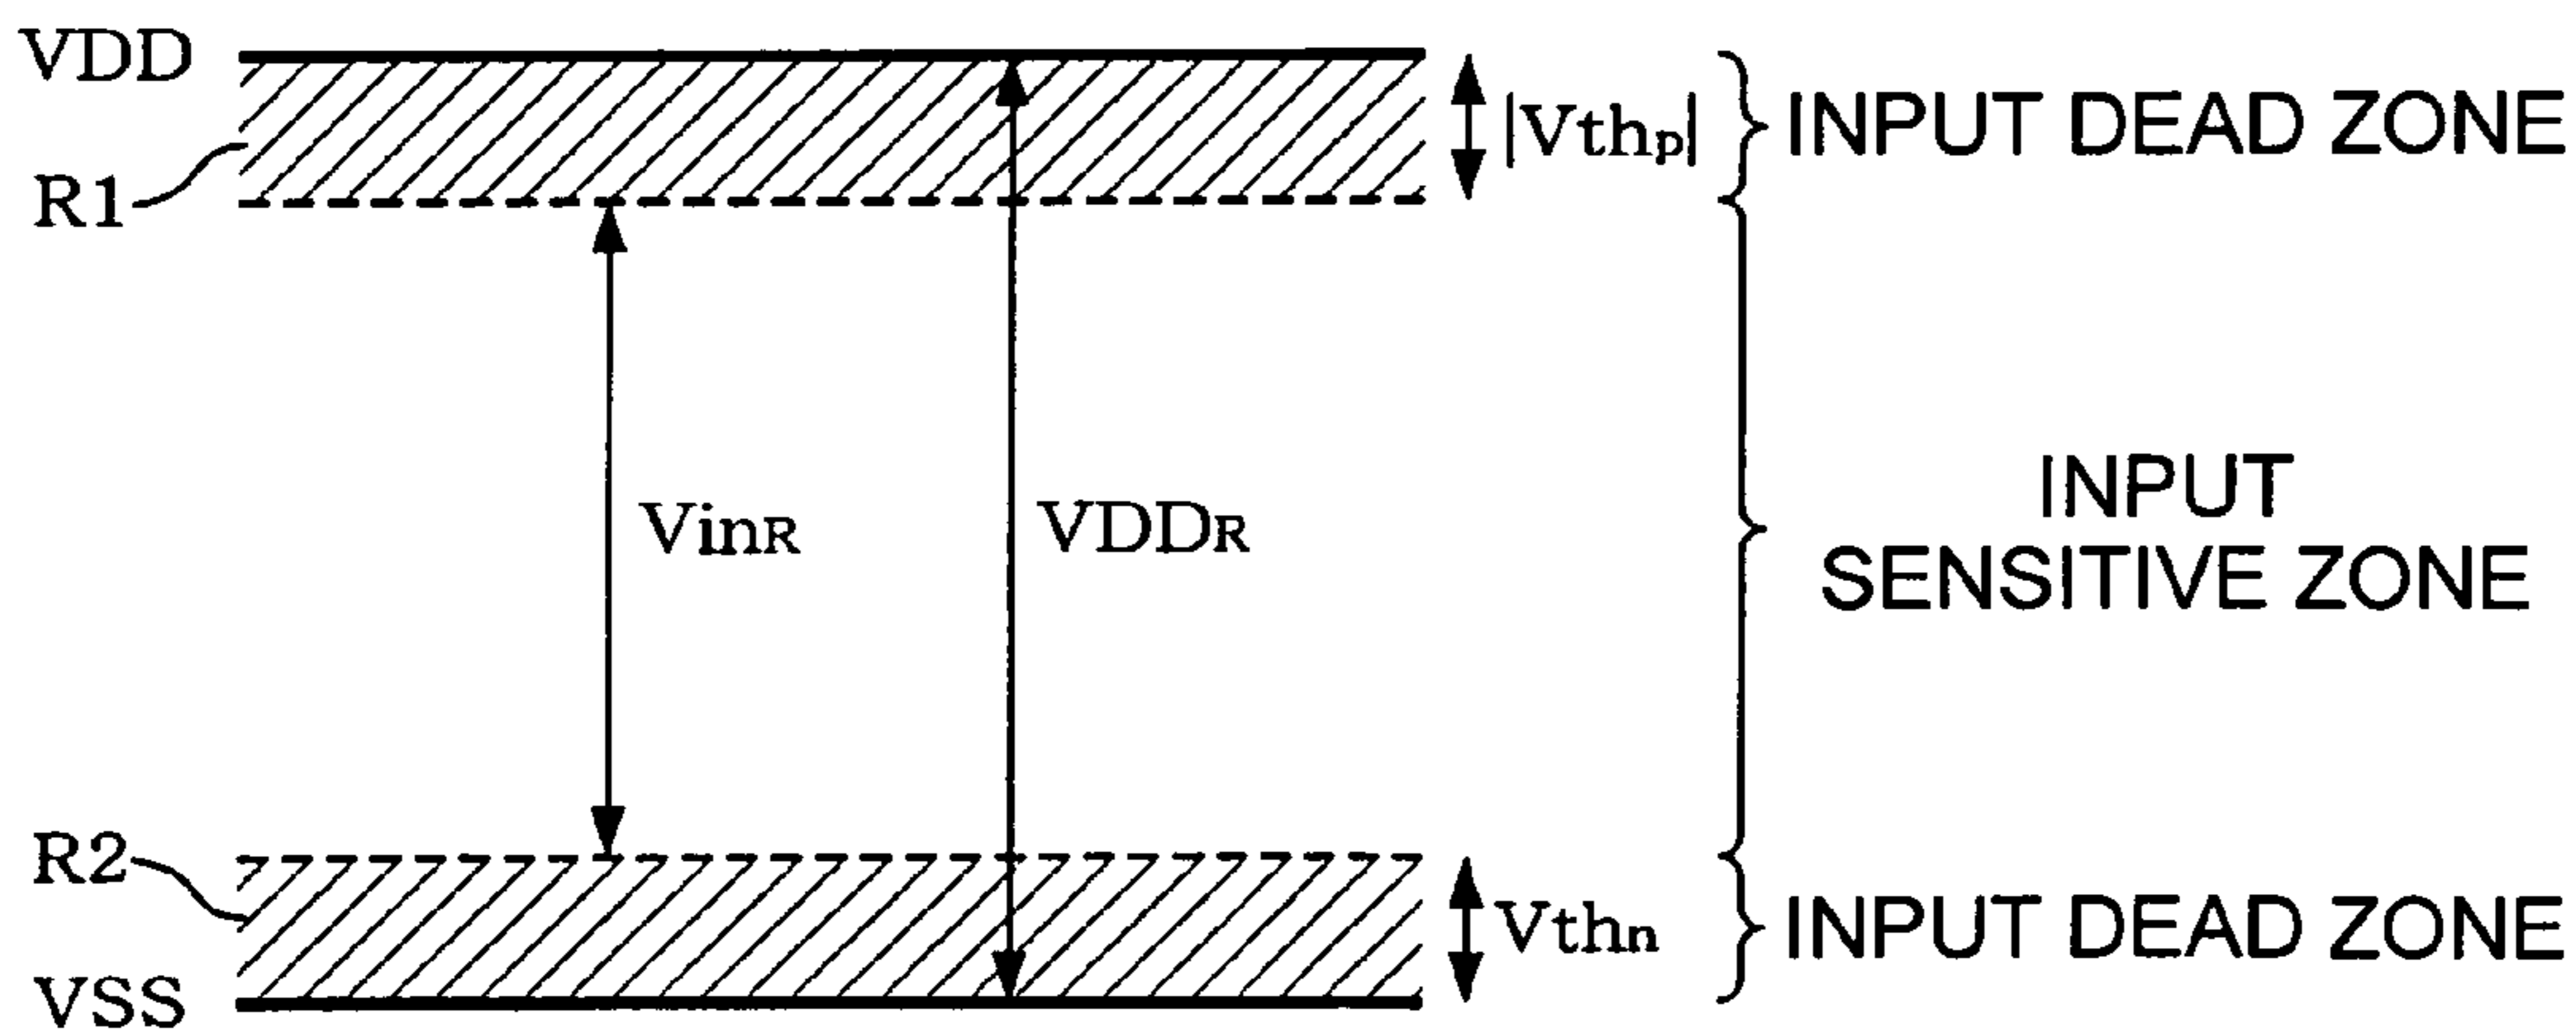 VDD
|Vthp|
INPUT DEAD ZONE
R1
VinR
VDDR
INPUT
SENSITIVE ZONE
R2
Vthn
INPUT DEAD ZONE
VSS